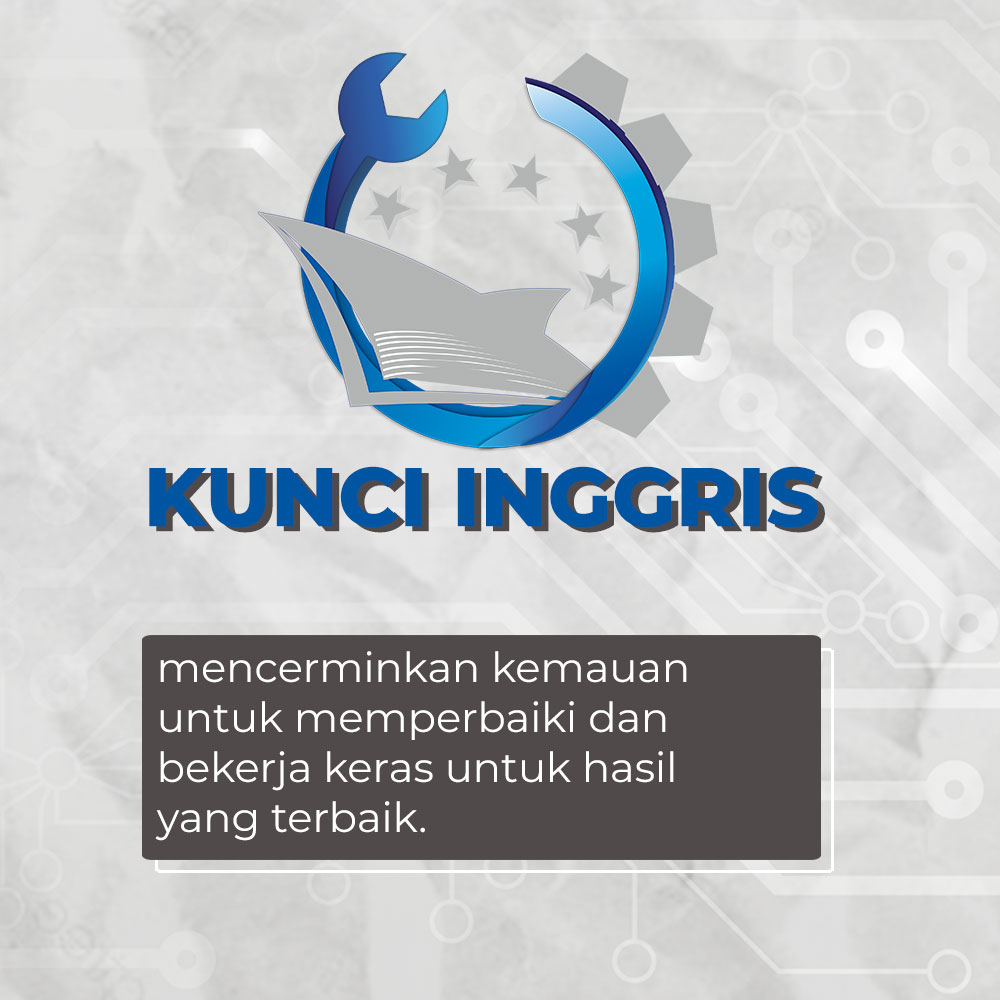 KUNCI INGGRIS
mencerminkan kemauan
untuk memperbaiki dan
bekerja keras untuk hasil
yang terbaik.